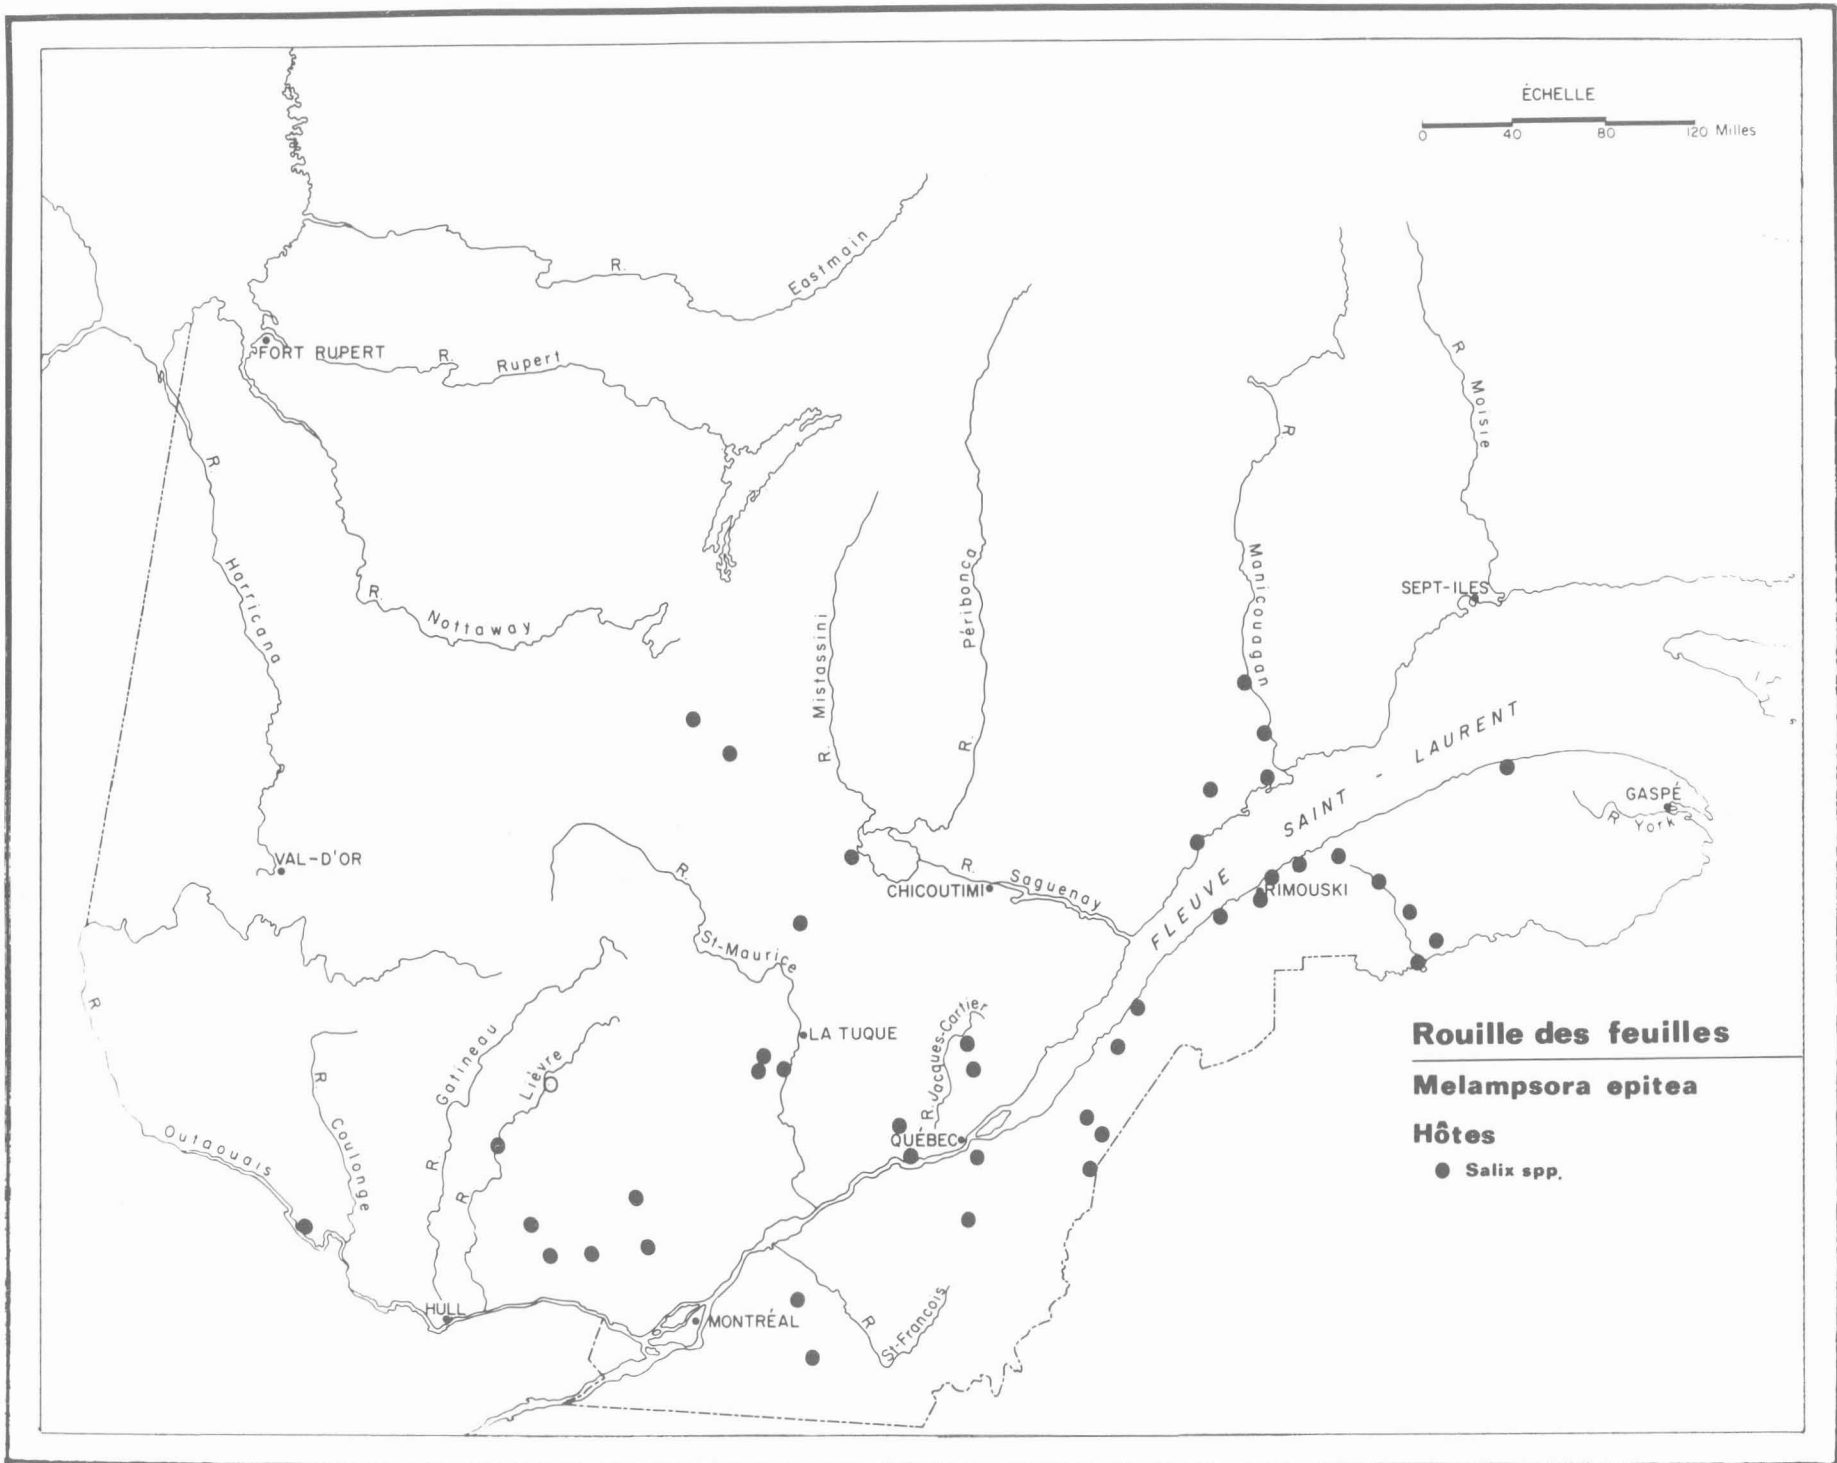 ÉCHELLE
0 40 80 120 Milles
R. Eastmain
FORT RUPERT
R. Rupert
R. Moisie
R. Manicouagan
R. Harricana
R. Nottaway
R. Mistassini
R. Péribonca
SEPT-ILES
FLEUVE SAINT-LAURENT
GASPÉ
R. York
VAL-D'OR
R. St-Maurice
CHICOUTIMI
R. Saguenay
RIMOUSKI
R. Outaouais
R. Coulonge
R. Gatineau
R. Lièvre
LA TUQUE
R. Jacques-Cartier
QUÉBEC
HULL
MONTRÉAL
R. St-François
Rouille des feuilles
Melampsora epitea
Hôtes
Salix spp.